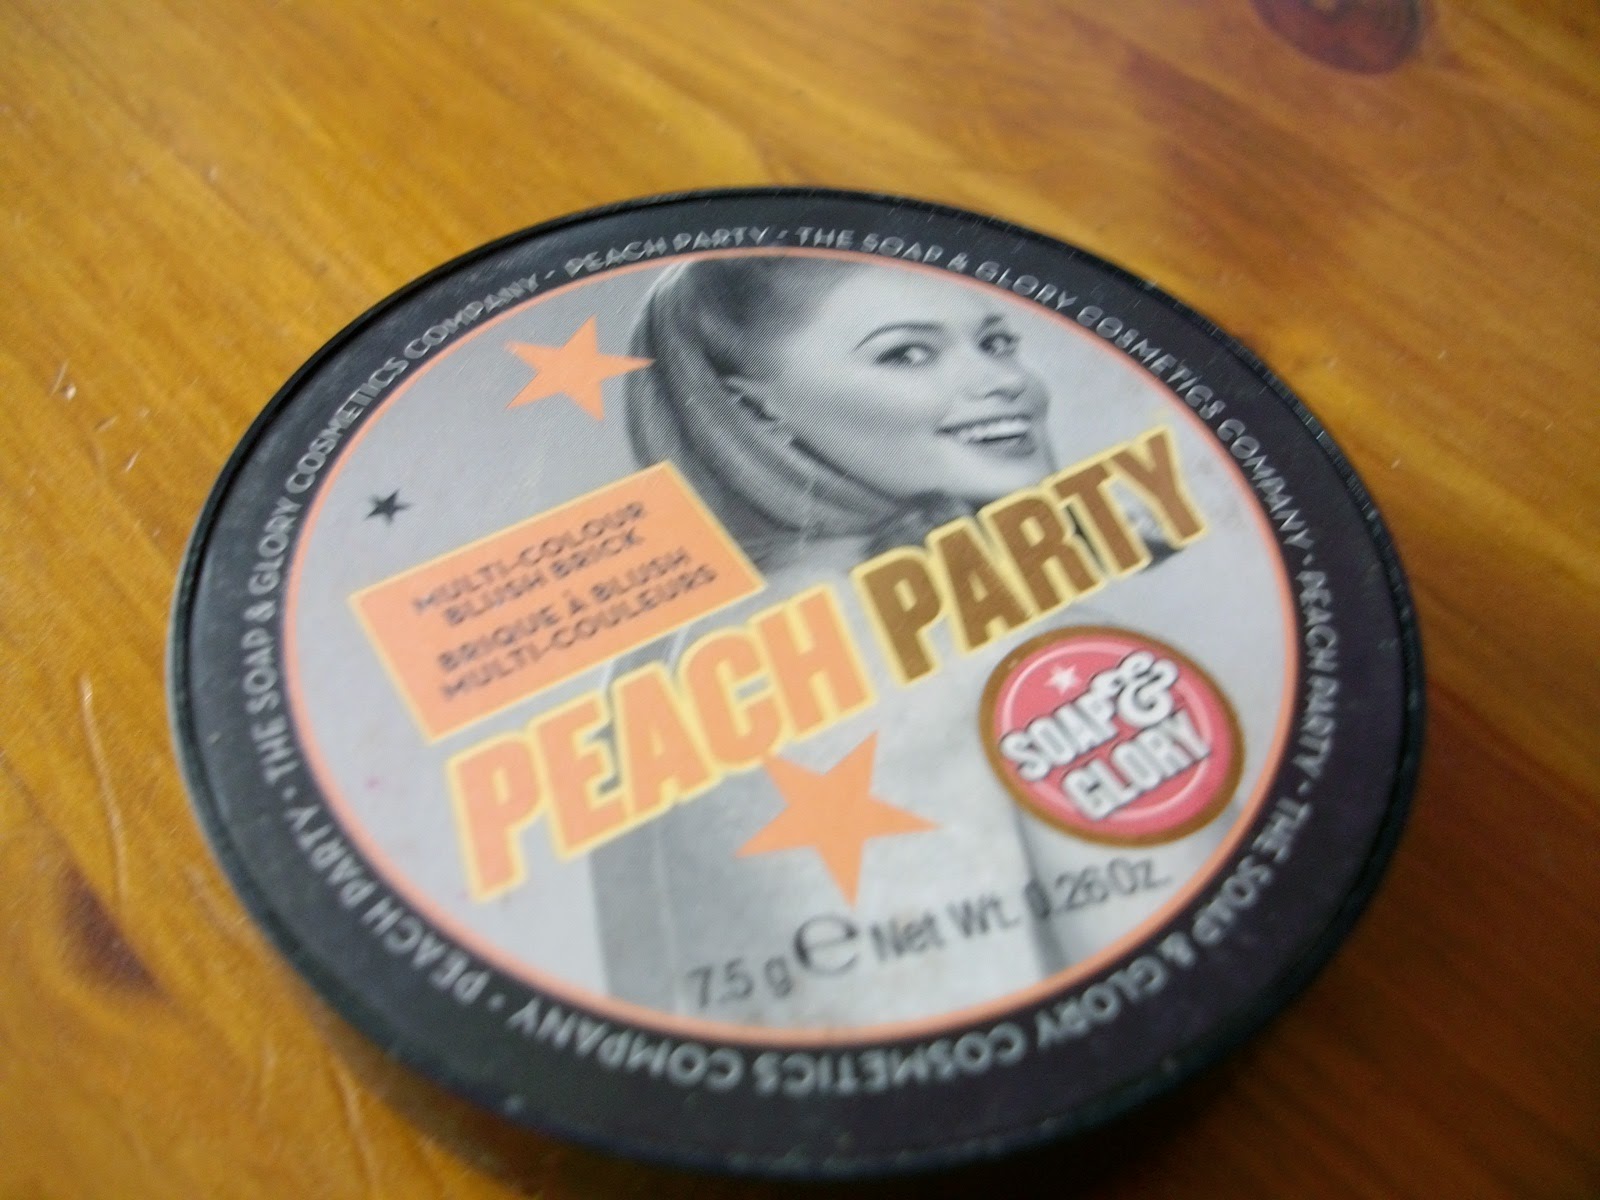 THE SOAP & GLORY COSMETICS COMPANY · PEACH PARTY · THE SOAP & GLORY COSMETICS COMPANY · PEACH PARTY · THE SOAP & GLORY COSMETICS COMPANY · PEACH PARTY ·
MULTI-COLOUR
BLUSH BRICK
BRIIQUE À BLUSH
MULTI-COULEURS
PEACH PARTY
SOAP &
GLORY
7.5 g e Net Wt. 0.26 Oz.